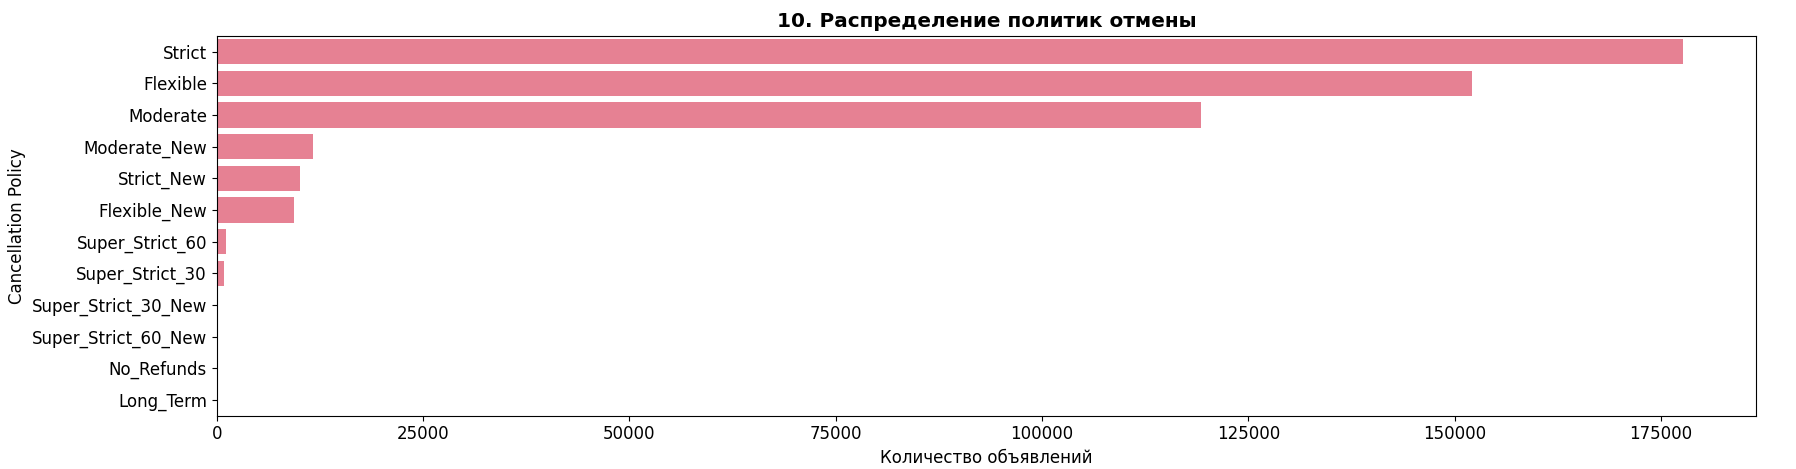 10. Распределение политик отмены
Cancellation Policy
Strict
Flexible
Moderate
Moderate_New
Strict_New
Flexible_New
Super_Strict_60
Super_Strict_30
Super_Strict_30_New
Super_Strict_60_New
No_Refunds
Long_Term
0 25000 50000 75000 100000 125000 150000 175000
Количество объявлений